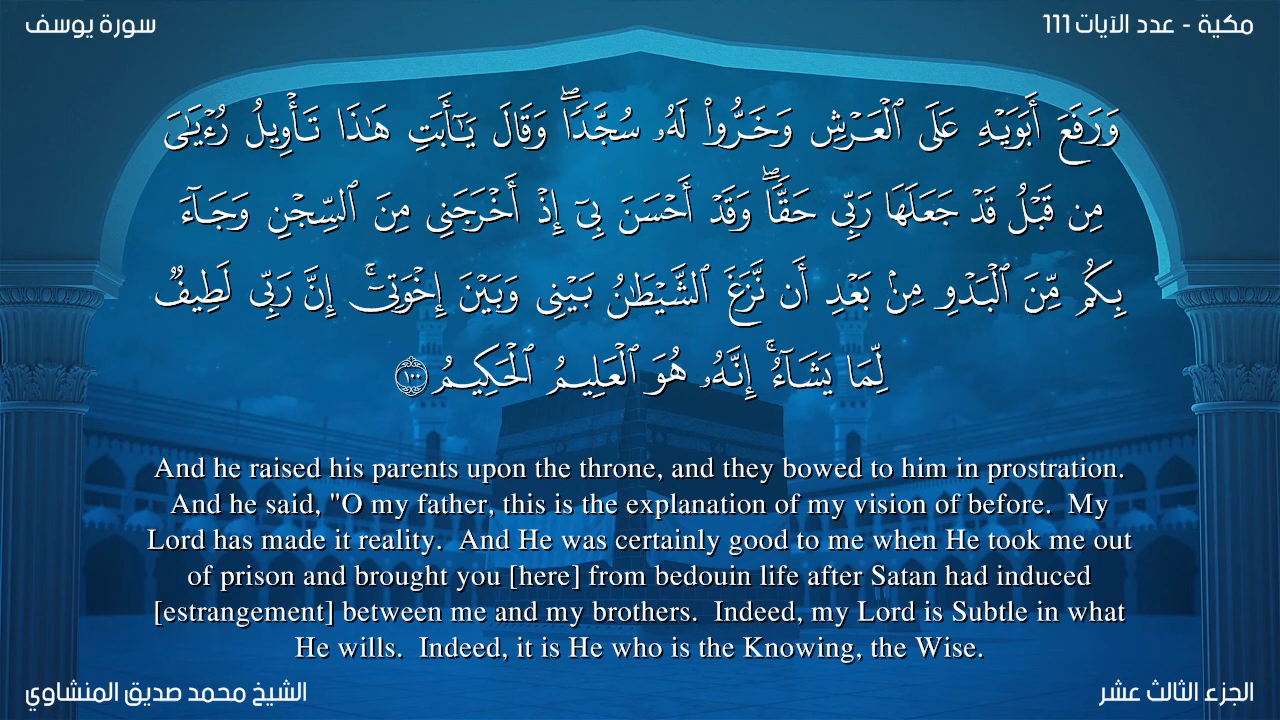 مكية - عدد الآيات 111
سورة يوسف
وَرَفَعَ أَبَوَيْهِ عَلَى ٱلْعَرْشِ وَخَرُّوا۟ لَهُۥ سُجَّدًۭا ۖ وَقَالَ يَـٰٓأَبَتِ هَـٰذَا تَأْوِيلُ رُءْيَـٰىَ
مِن قَبْلُ قَدْ جَعَلَهَا رَبِّى حَقًّۭا ۖ وَقَدْ أَحْسَنَ بِىٓ إِذْ أَخْرَجَنِى مِنَ ٱلسِّجْنِ وَجَآءَ
بِكُم مِّنَ ٱلْبَدْوِ مِنۢ بَعْدِ أَن نَّزَغَ ٱلشَّيْطَـٰنُ بَيْنِى وَبَيْنَ إِخْوَتِىٓ ۚ إِنَّ رَبِّى لَطِيفٌۭ
لِّمَا يَشَآءُ ۚ إِنَّهُۥ هُوَ ٱلْعَلِيمُ ٱلْحَكِيمُ ١٠٠
And he raised his parents upon the throne, and they bowed to him in prostration.
And he said, "O my father, this is the explanation of my vision of before.  My
Lord has made it reality.  And He was certainly good to me when He took me out
of prison and brought you [here] from bedouin life after Satan had induced
[estrangement] between me and my brothers.  Indeed, my Lord is Subtle in what
He wills.  Indeed, it is He who is the Knowing, the Wise.
الجزء الثالث عشر
الشيخ محمد صديق المنشاوي